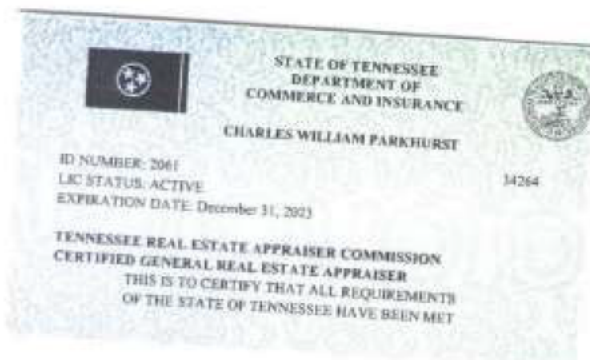 STATE OF TENNESSEE
DEPARTMENT OF
COMMERCE AND INSURANCE
CHARLES WILLIAM PARKHURST
ID NUMBER: 2061
34264
LIC STATUS: ACTIVE
EXPIRATION DATE: December 31, 2023
TENNESSEE REAL ESTATE APPRAISER COMMISSION
CERTIFIED GENERAL REAL ESTATE APPRAISER
THIS IS TO CERTIFY THAT ALL REQUIREMENTS
OF THE STATE OF TENNESSEE HAVE BEEN MET